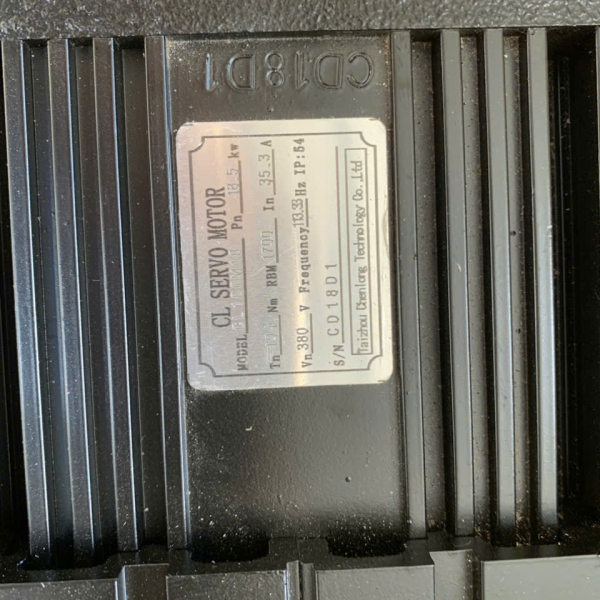 CD18D1
CL SERVO MOTOR
MODEL Pn 18.5 kw
Tn Nm RBM 1700 In 35.3 A
Vn 380 V Frequency 113.33 Hz IP:54
S/N CD18D1
Taizhou Chenlong Technology Co.,Ltd